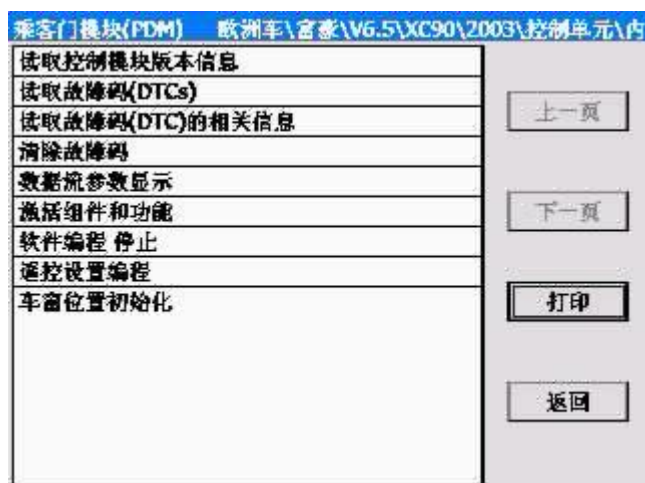 乘客门模块(PDM) 欧洲车\富豪\V6.5\XC90\2003\控制单元\内
读取控制模块版本信息
读取故障码(DTCs)
读取故障码(DTC)的相关信息
清除故障码
数据流参数显示
激活组件和功能
软件编程 停止
遥控设置编程
车窗位置初始化
上一页
下一页
打印
返回